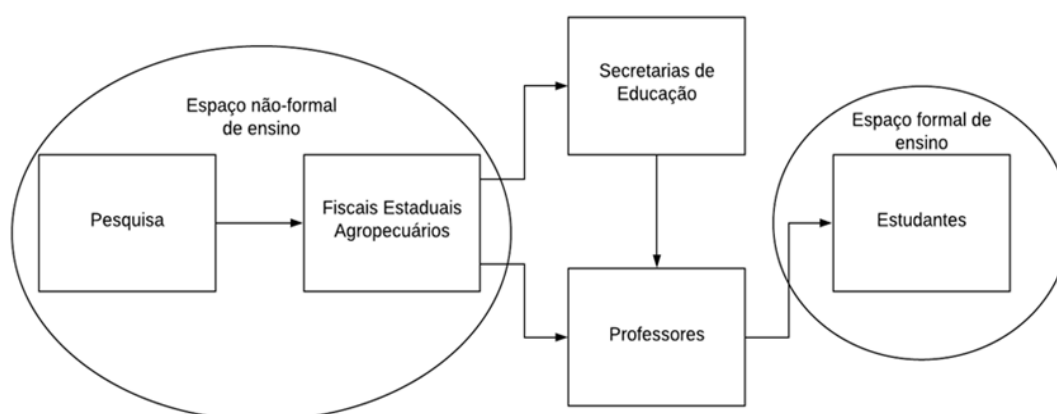 Espaço não-formal
de ensino
Pesquisa
Fiscais Estaduais
Agropecuários
Secretarias de
Educação
Professores
Espaço formal de
ensino
Estudantes